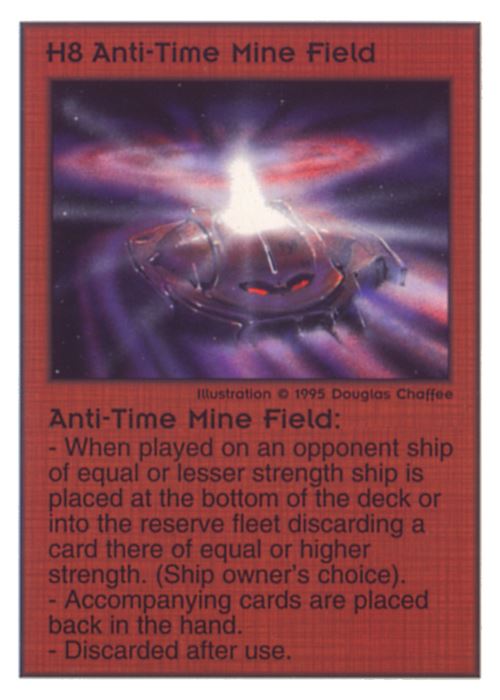 H8 Anti-Time Mine Field
Illustration © 1995 Douglas Chaffee
Anti-Time Mine Field:
- When played on an opponent ship
of equal or lesser strength ship is
placed at the bottom of the deck or
into the reserve fleet discarding a
card there of equal or higher
strength. (Ship owner's choice).
- Accompanying cards are placed
back in the hand.
- Discarded after use.